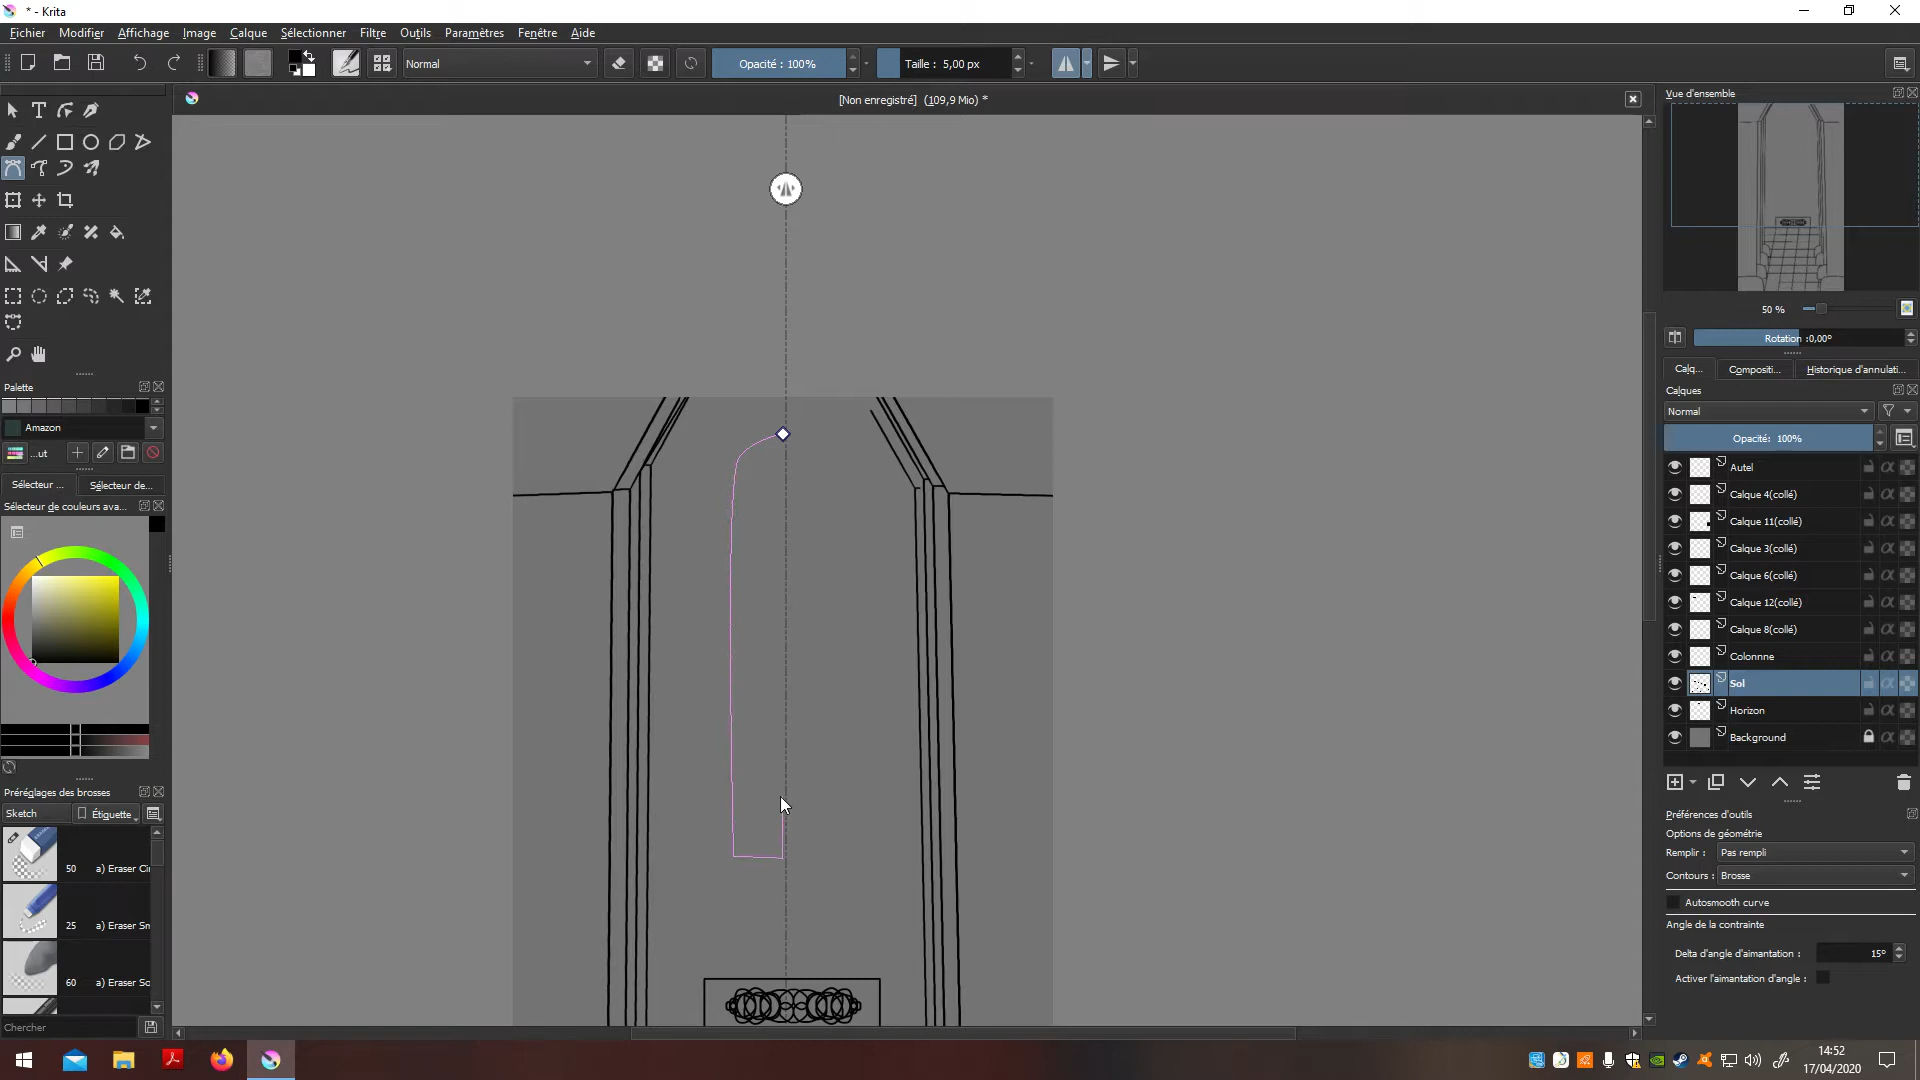 * - Krita
Fichier Modifier Affichage Image Calque Sélectionner Filtre Outils Paramètres Fenêtre Aide
Normal Opacité : 100% Taille : 5,00 px
[Non enregistré] (109,9 Mio) *
Vue d'ensemble
50 %
Rotation :0,00°
Calq... Compositi... Historique d'annulati...
Calques
Normal
Opacité: 100%
Autel
Calque 4(collé)
Calque 11(collé)
Calque 3(collé)
Calque 6(collé)
Calque 12(collé)
Calque 8(collé)
Colonnne
Sol
Horizon
Background
Préférences d'outils
Options de géométrie
Remplir : Pas rempli
Contours : Brosse
Autosmooth curve
Angle de la contrainte
Delta d'angle d'aimantation : 15°
Activer l'aimantation d'angle :
Palette
Amazon
...ut
Sélecteur ... Sélecteur de...
Sélecteur de couleurs ava...
Préréglages des brosses
Sketch Étiquette
50 a) Eraser Cir
25 a) Eraser Sm
60 a) Eraser So
Chercher
14:52
17/04/2020